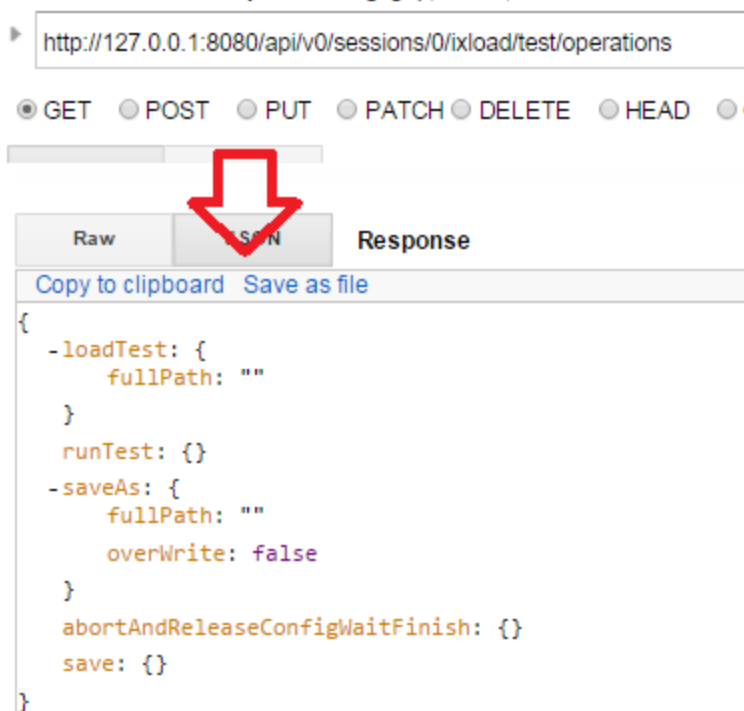 http://127.0.0.1:8080/api/v0/sessions/0/ixload/test/operations
GET POST PUT PATCH DELETE HEAD
Raw JSON Response
Copy to clipboard Save as file
{
-loadTest: {
fullPath: ""
}
runTest: {}
-saveAs: {
fullPath: ""
overWrite: false
}
abortAndReleaseConfigWaitFinish: {}
save: {}
}